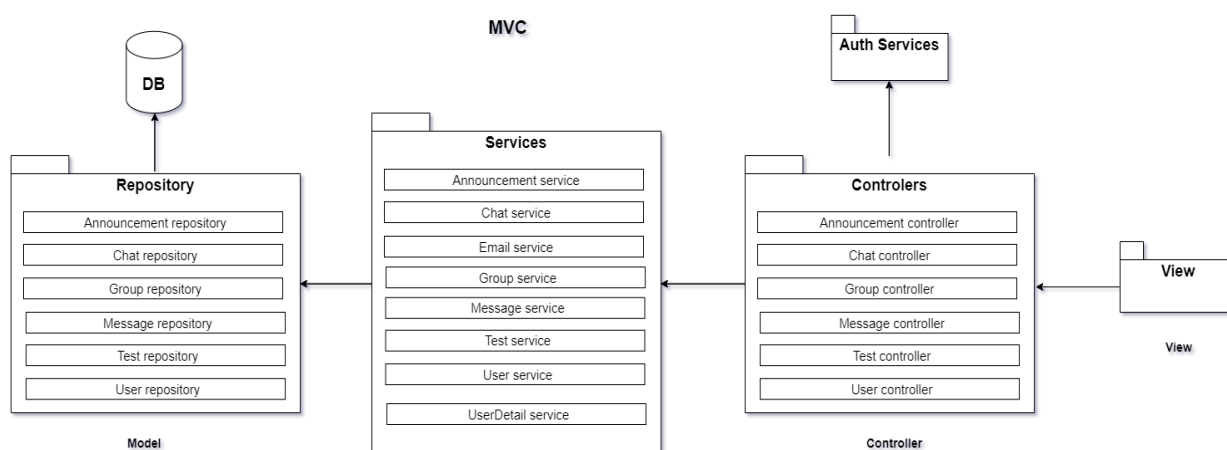 MVC
DB
Auth Services
Repository
Announcement repository
Chat repository
Group repository
Message repository
Test repository
User repository
Model
Services
Announcement service
Chat service
Email service
Group service
Message service
Test service
User service
UserDetail service
Controlers
Announcement controller
Chat controller
Group controller
Message controller
Test controller
User controller
Controller
View
View